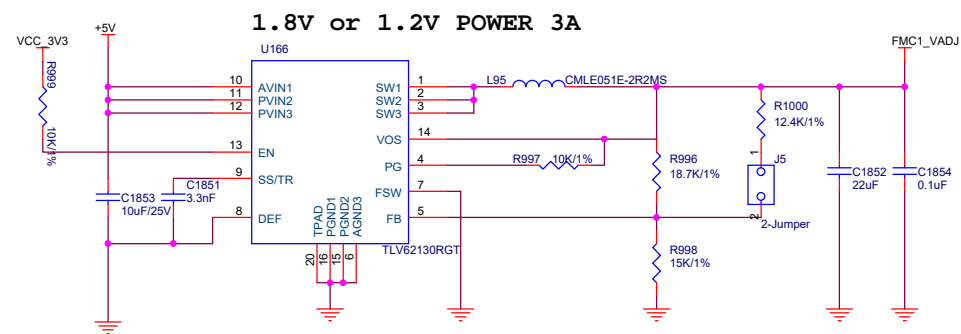 1.8V or 1.2V POWER 3A
VCC_3V3
+5V
FMC1_VADJ
U166
R999
10K/1%
10
AVIN1
11
PVIN2
12
PVIN3
13
EN
9
SS/TR
8
DEF
SW1
1
SW2
2
SW3
3
VOS
14
PG
4
FSW
7
FB
5
TPAD
PGND1
PGND2
AGND3
20
16
15
6
TLV62130RGT
L95
CMLE051E-2R2MS
R997
10K/1%
R996
18.7K/1%
R998
15K/1%
R1000
12.4K/1%
1
J5
2
2-Jumper
C1853
10uF/25V
C1851
3.3nF
C1852
22uF
C1854
0.1uF